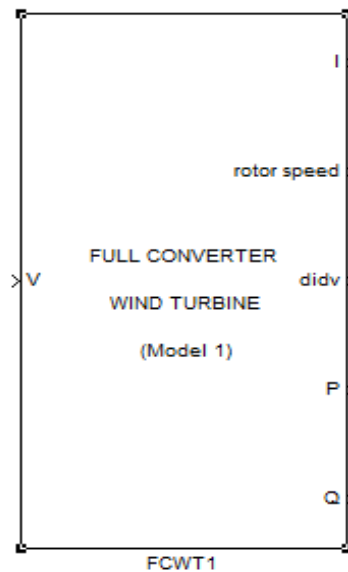 I
rotor speed
FULL CONVERTER
V
didv
WIND TURBINE
(Model 1)
P
Q
FCWT1